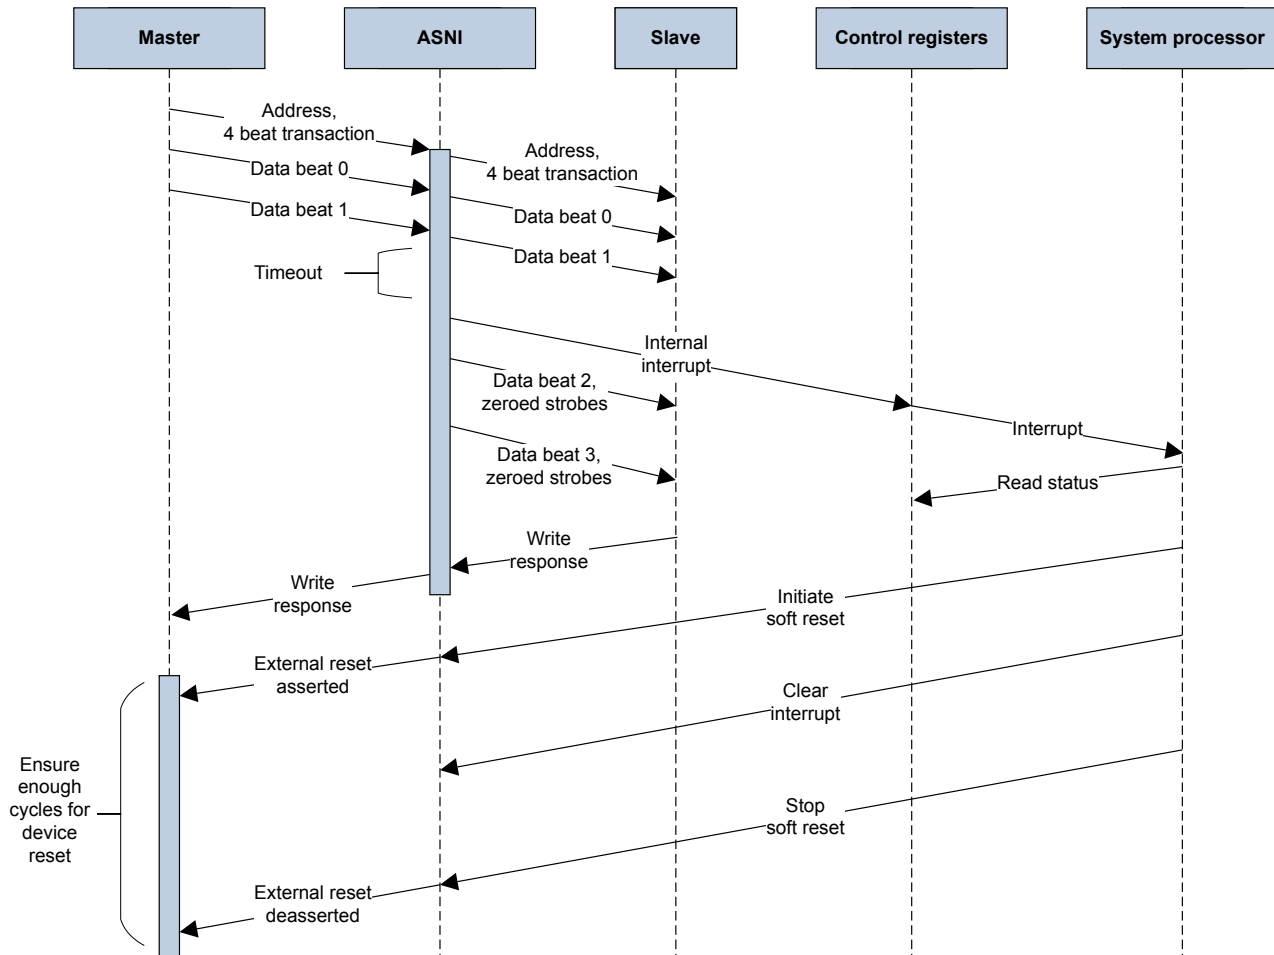 Master
ASNI
Slave
Control registers
System processor
Address,
4 beat transaction
Address,
4 beat transaction
Data beat 0
Data beat 0
Data beat 1
Data beat 1
Timeout
Internal
interrupt
Data beat 2,
zeroed strobes
Interrupt
Data beat 3,
zeroed strobes
Read status
Write
response
Write
response
Initiate
soft reset
External reset
asserted
Clear
interrupt
Ensure
enough
cycles for
device
reset
Stop
soft reset
External reset
deasserted